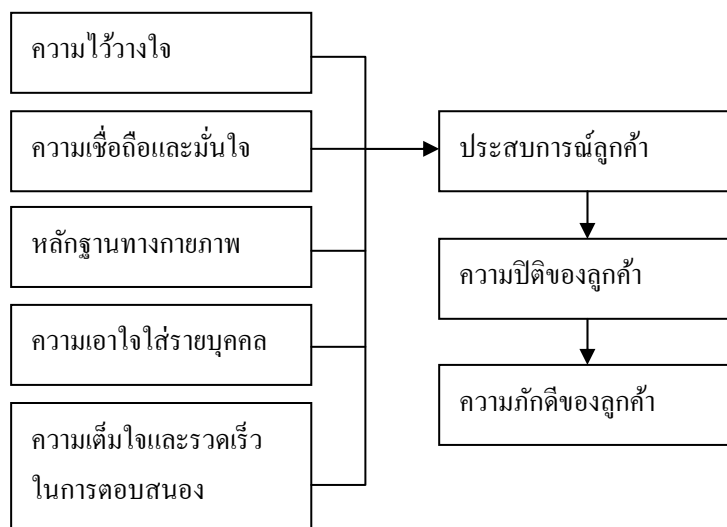 ความไว้วางใจ
ความเชื่อถือและมั่นใจ
หลักฐานทางกายภาพ
ความเอาใจใส่รายบุคคล
ความเต็มใจและรวดเร็ว
ในการตอบสนอง
ประสบการณ์ลูกค้า
ความปิติของลูกค้า
ความภักดีของลูกค้า